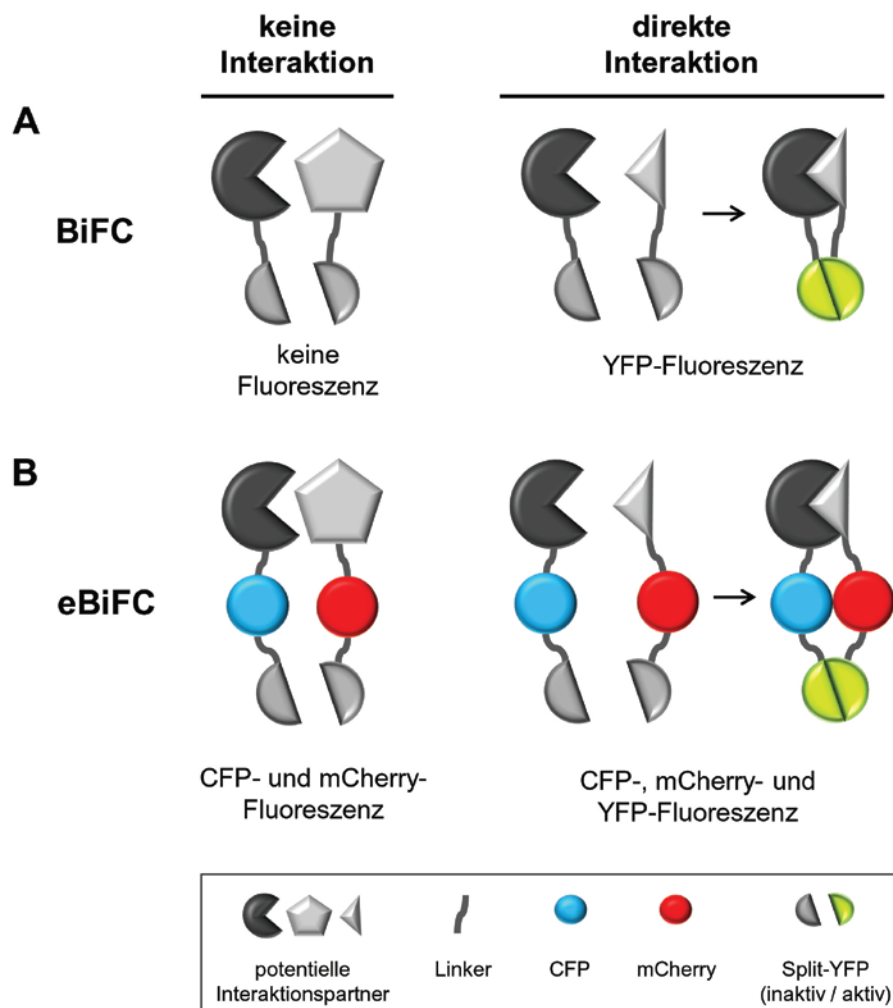 keine
Interaktion
direkte
Interaktion
A
BiFC
keine
Fluoreszenz
YFP-Fluoreszenz
B
eBiFC
CFP- und mCherry-
Fluoreszenz
CFP-, mCherry- und
YFP-Fluoreszenz
potentielle
Interaktionspartner
Linker
CFP
mCherry
Split-YFP
(inaktiv / aktiv)